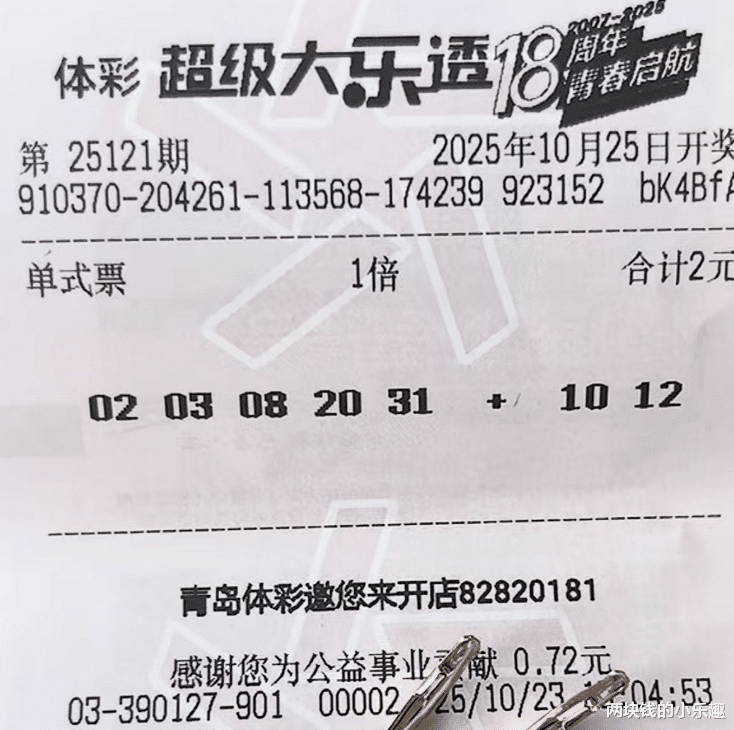 体彩 超级大乐透 18 2007-2025
周年
青春启航
第 25121期 2025年10月25日开奖
910370-204261-113568-174239 923152 bK4BfA
单式票 1倍 合计2元
02 03 08 20 31 + 10 12
青岛体彩邀您来开店82820181
感谢您为公益事业贡献 0.72元
03-390127-901 00002 25/10/23 :04:53
两块钱的小乐趣